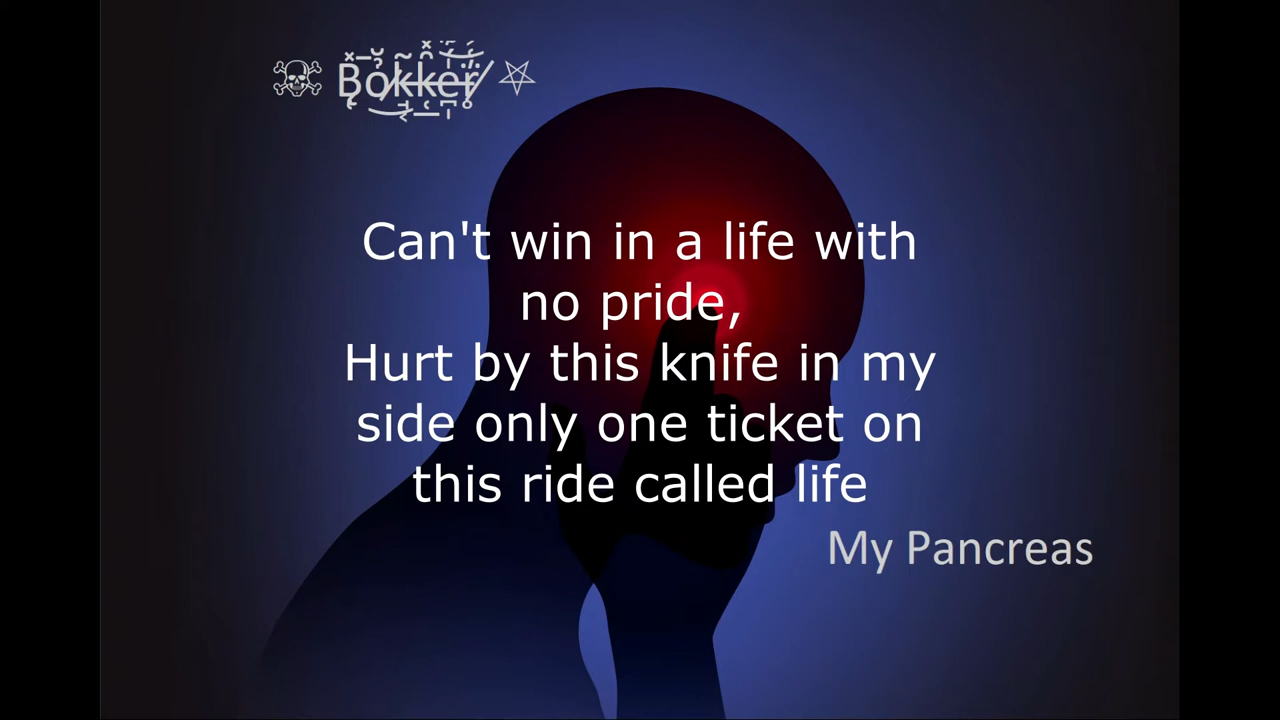 ☠ Bokker ⛧
Can't win in a life with
no pride,
Hurt by this knife in my
side only one ticket on
this ride called life
My Pancreas